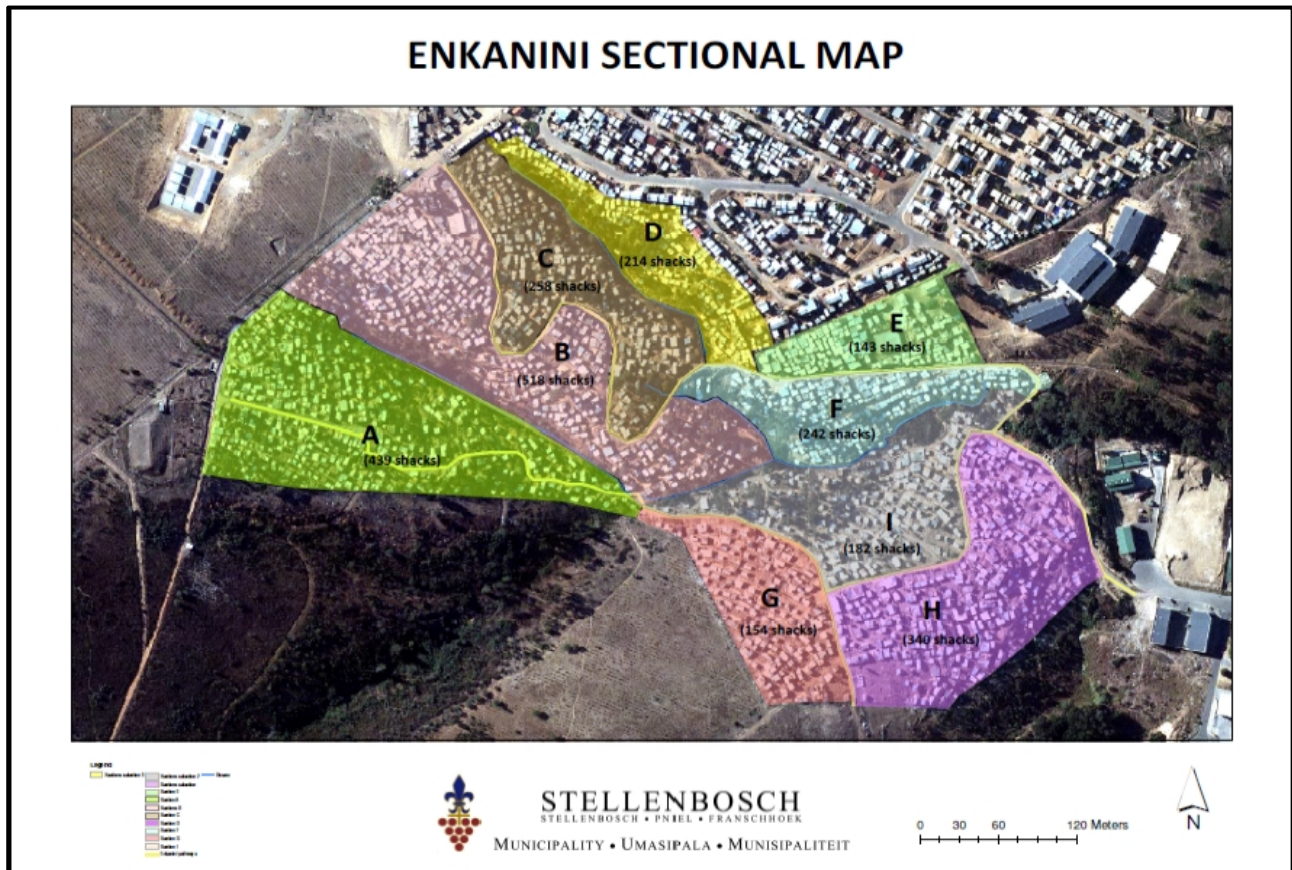 ENKANINI SECTIONAL MAP
D
(214 shacks)
C
(258 shacks)
E
(143 shacks)
B
(518 shacks)
F
(242 shacks)
A
(439 shacks)
I
(182 shacks)
G
(154 shacks)
H
(340 shacks)
Legend
STELLENBOSCH
STELLENBOSCH • PNIEL • FRANSCHHOEK
MUNICIPALITY • UMASIPALA • MUNISIPALITEIT
0 30 60 120 Meters
N